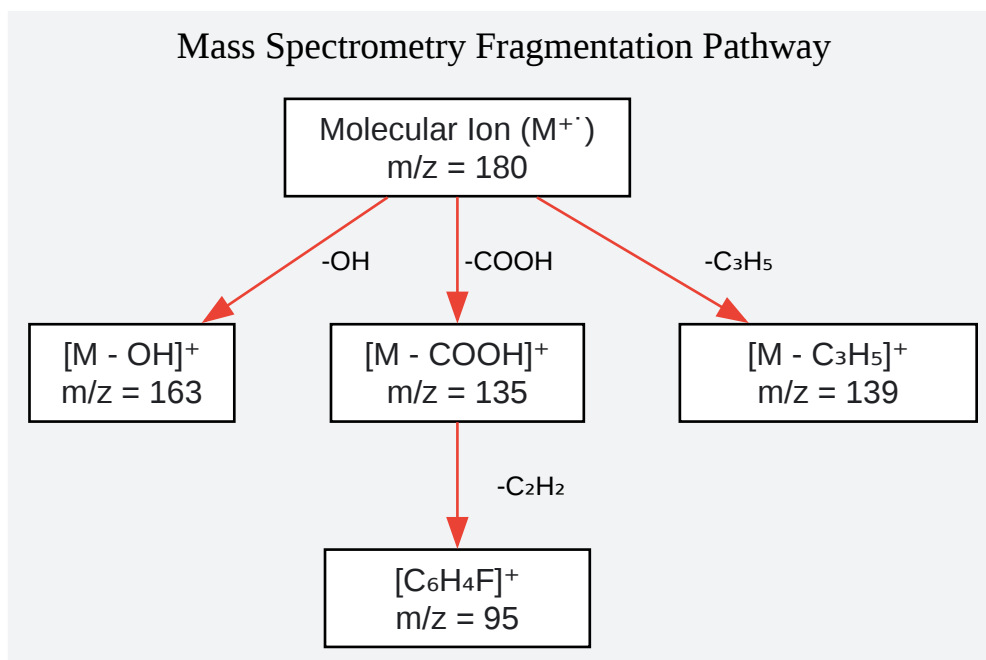 Mass Spectrometry Fragmentation Pathway
Molecular Ion (M⁺˙)
m/z = 180
-OH
-COOH
-C₃H₅
[M - OH]⁺
m/z = 163
[M - COOH]⁺
m/z = 135
[M - C₃H₅]⁺
m/z = 139
-C₂H₂
[C₆H₄F]⁺
m/z = 95